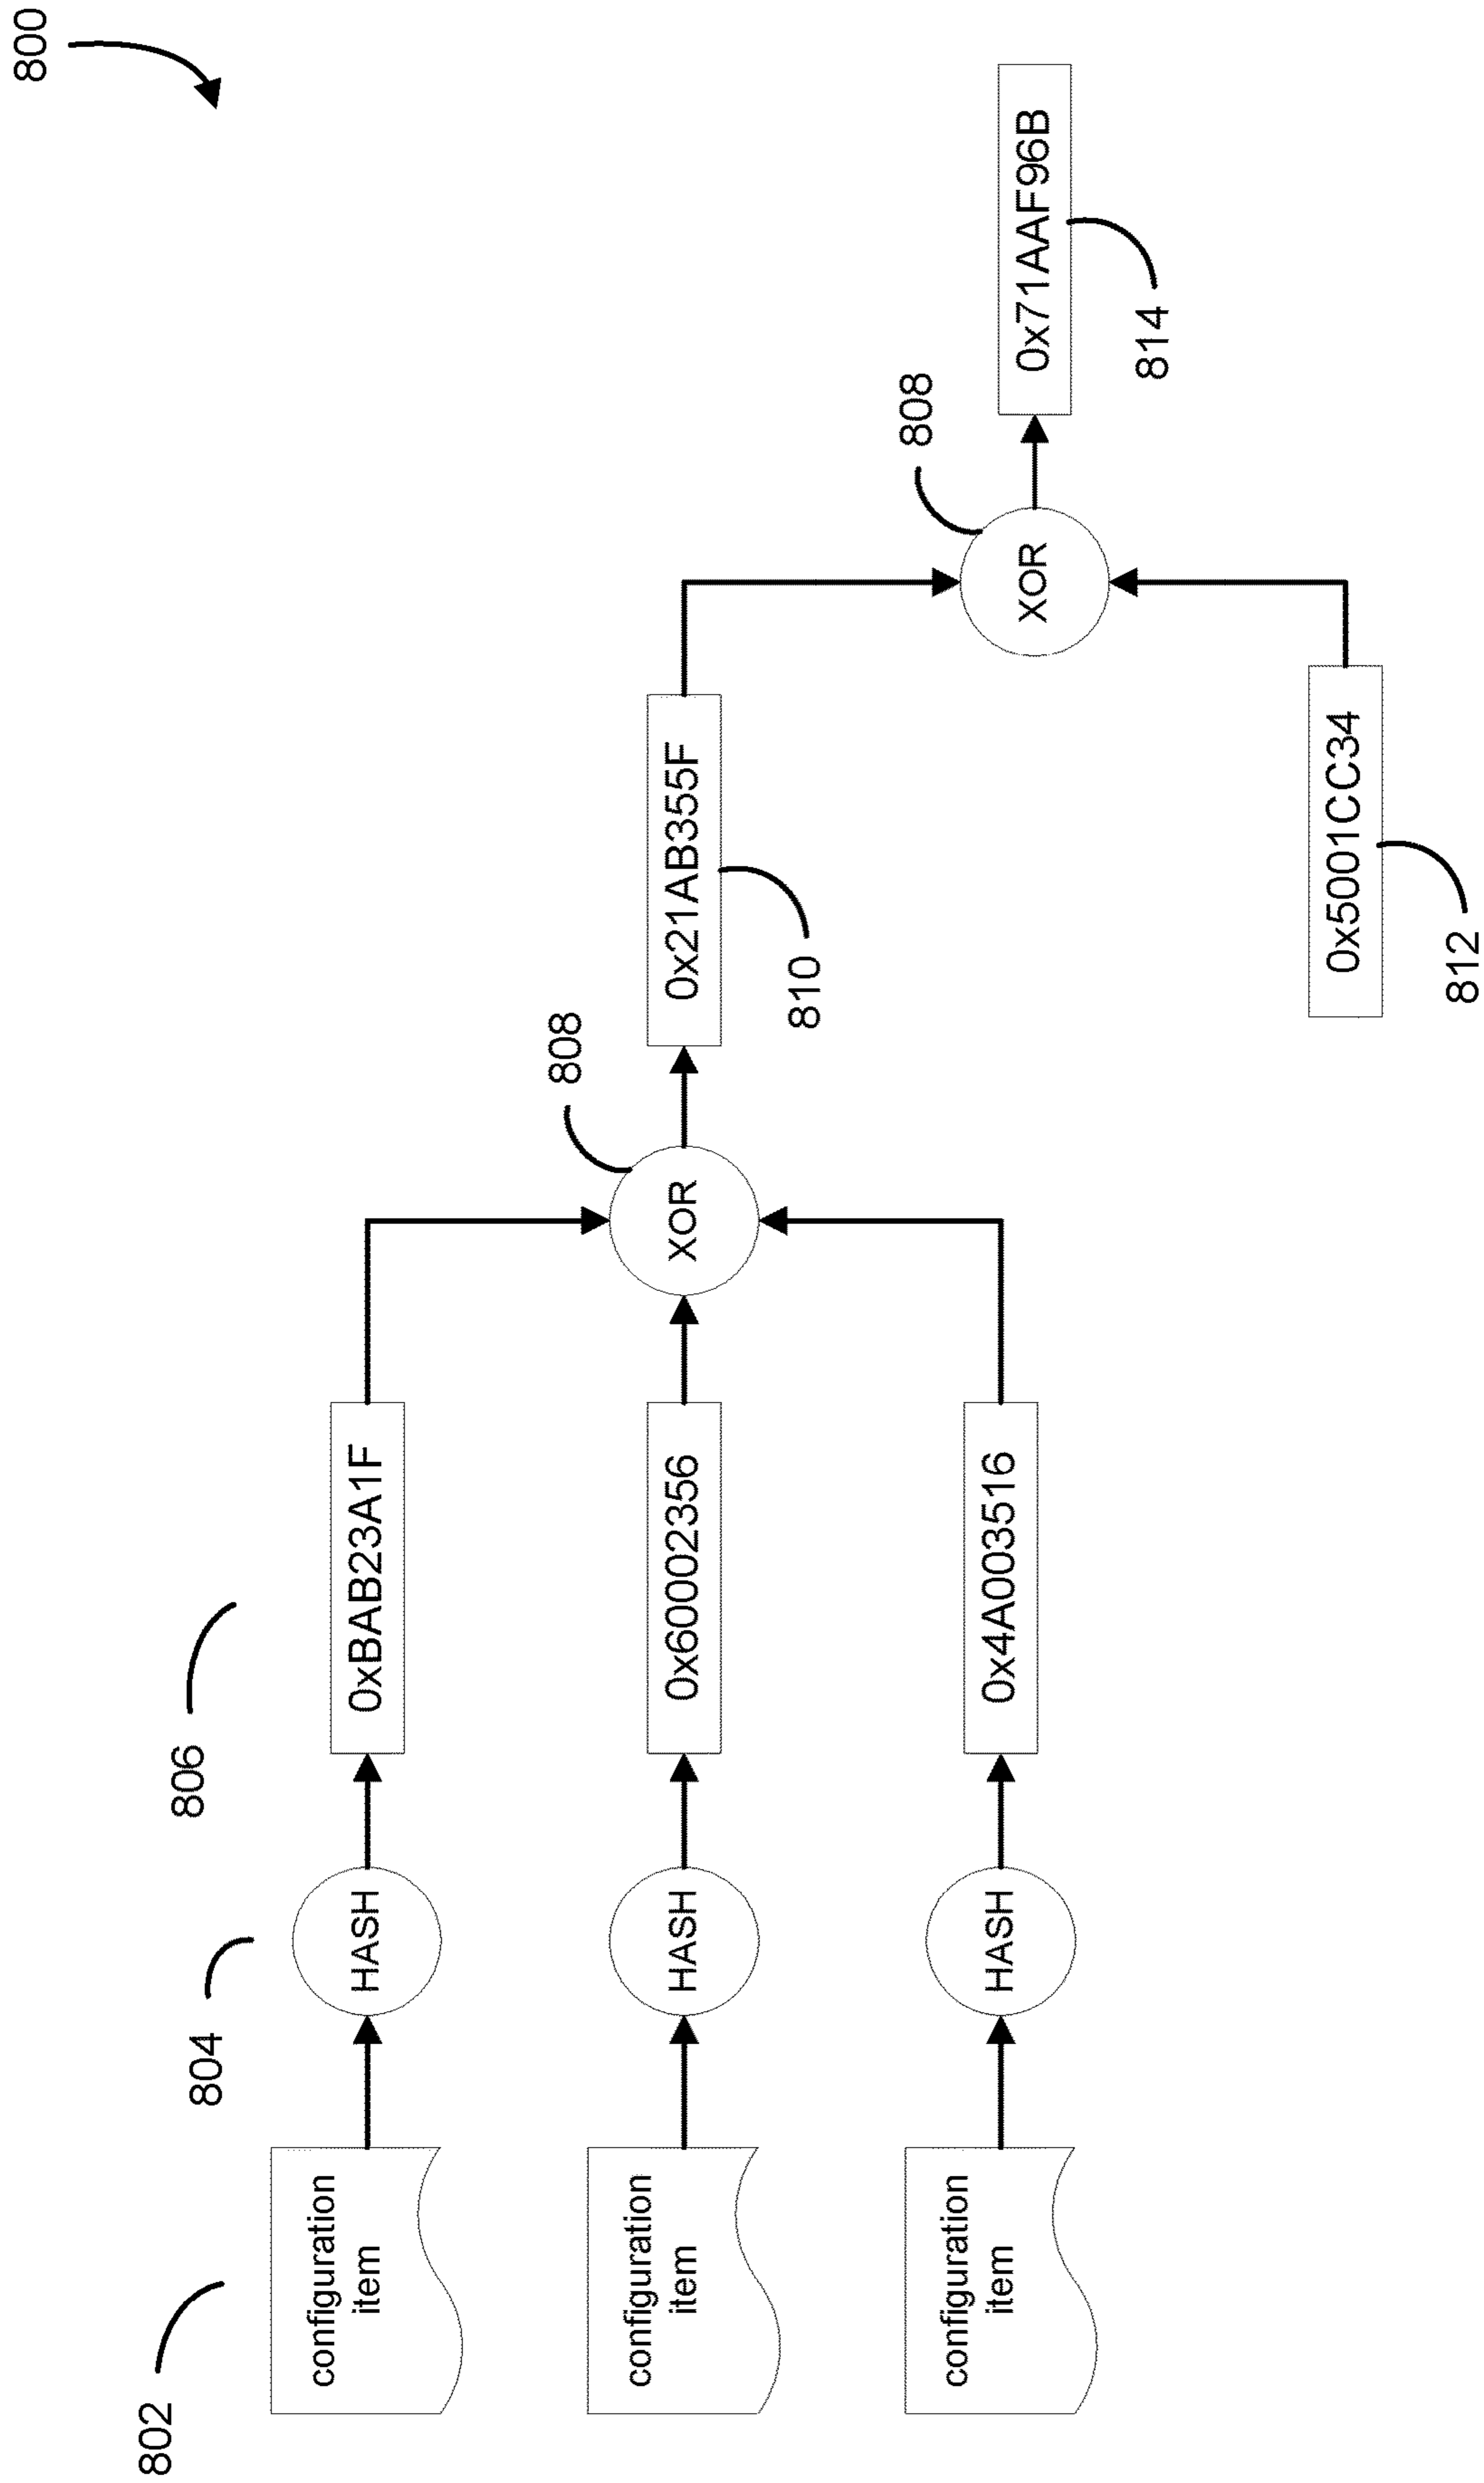 800
802
804
806
configuration
item
HASH
0xBAB23A1F
808
configuration
item
HASH
0x60002356
XOR
0x21AB355F
810
808
configuration
item
HASH
0x4A003516
XOR
0x71AAF96B
814
0x5001CC34
812